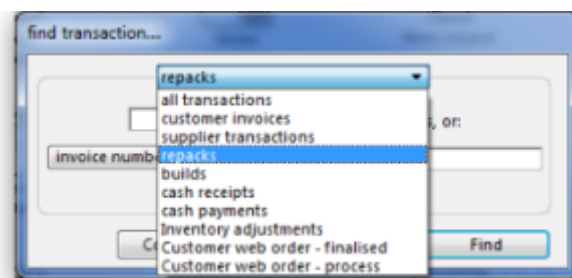 find transaction...
repacks
all transactions
customer invoices
supplier transactions
s, or:
repacks
invoice numb
builds
cash receipts
cash payments
Inventory adjustments
Customer web order - finalised
C
Find
Customer web order - process